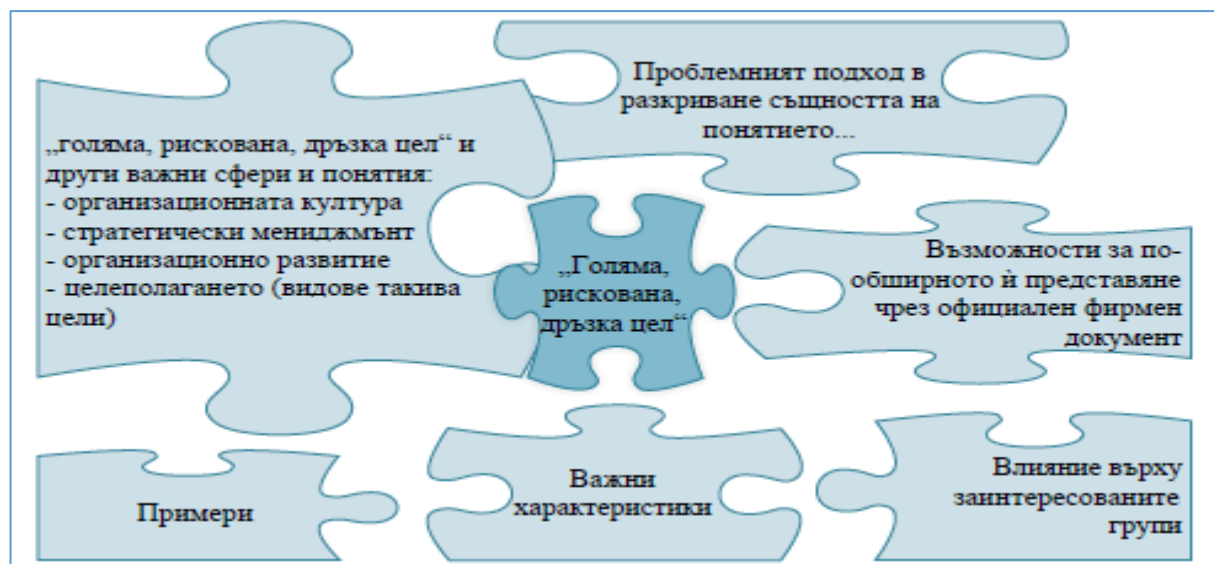 „голяма, рискована, дръзка цел“ и
други важни сфери и понятия:
- организационната култура
- стратегически мениджмънт
- организационно развитие
- целеполагането (видове такива
цели)
Проблемният подход в
разкриване същността на
понятието...
„Голяма,
рискована,
дръзка цел“
Възможности за по-
обширното ѝ представяне
чрез официален фирмен
документ
Примери
Важни
характеристики
Влияние върху
заинтересованите
групи